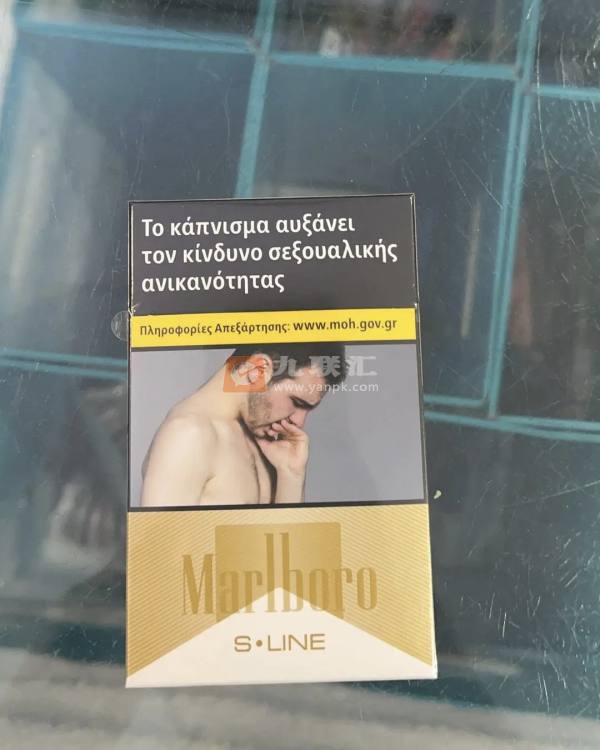 Το κάπνισμα αυξάνει
τον κίνδυνο σεξουαλικής
ανικανότητας
Πληροφορίες Απεξάρτησης: www.moh.gov.gr
九联汇
www.yanpk.com
Marlboro
S•LINE